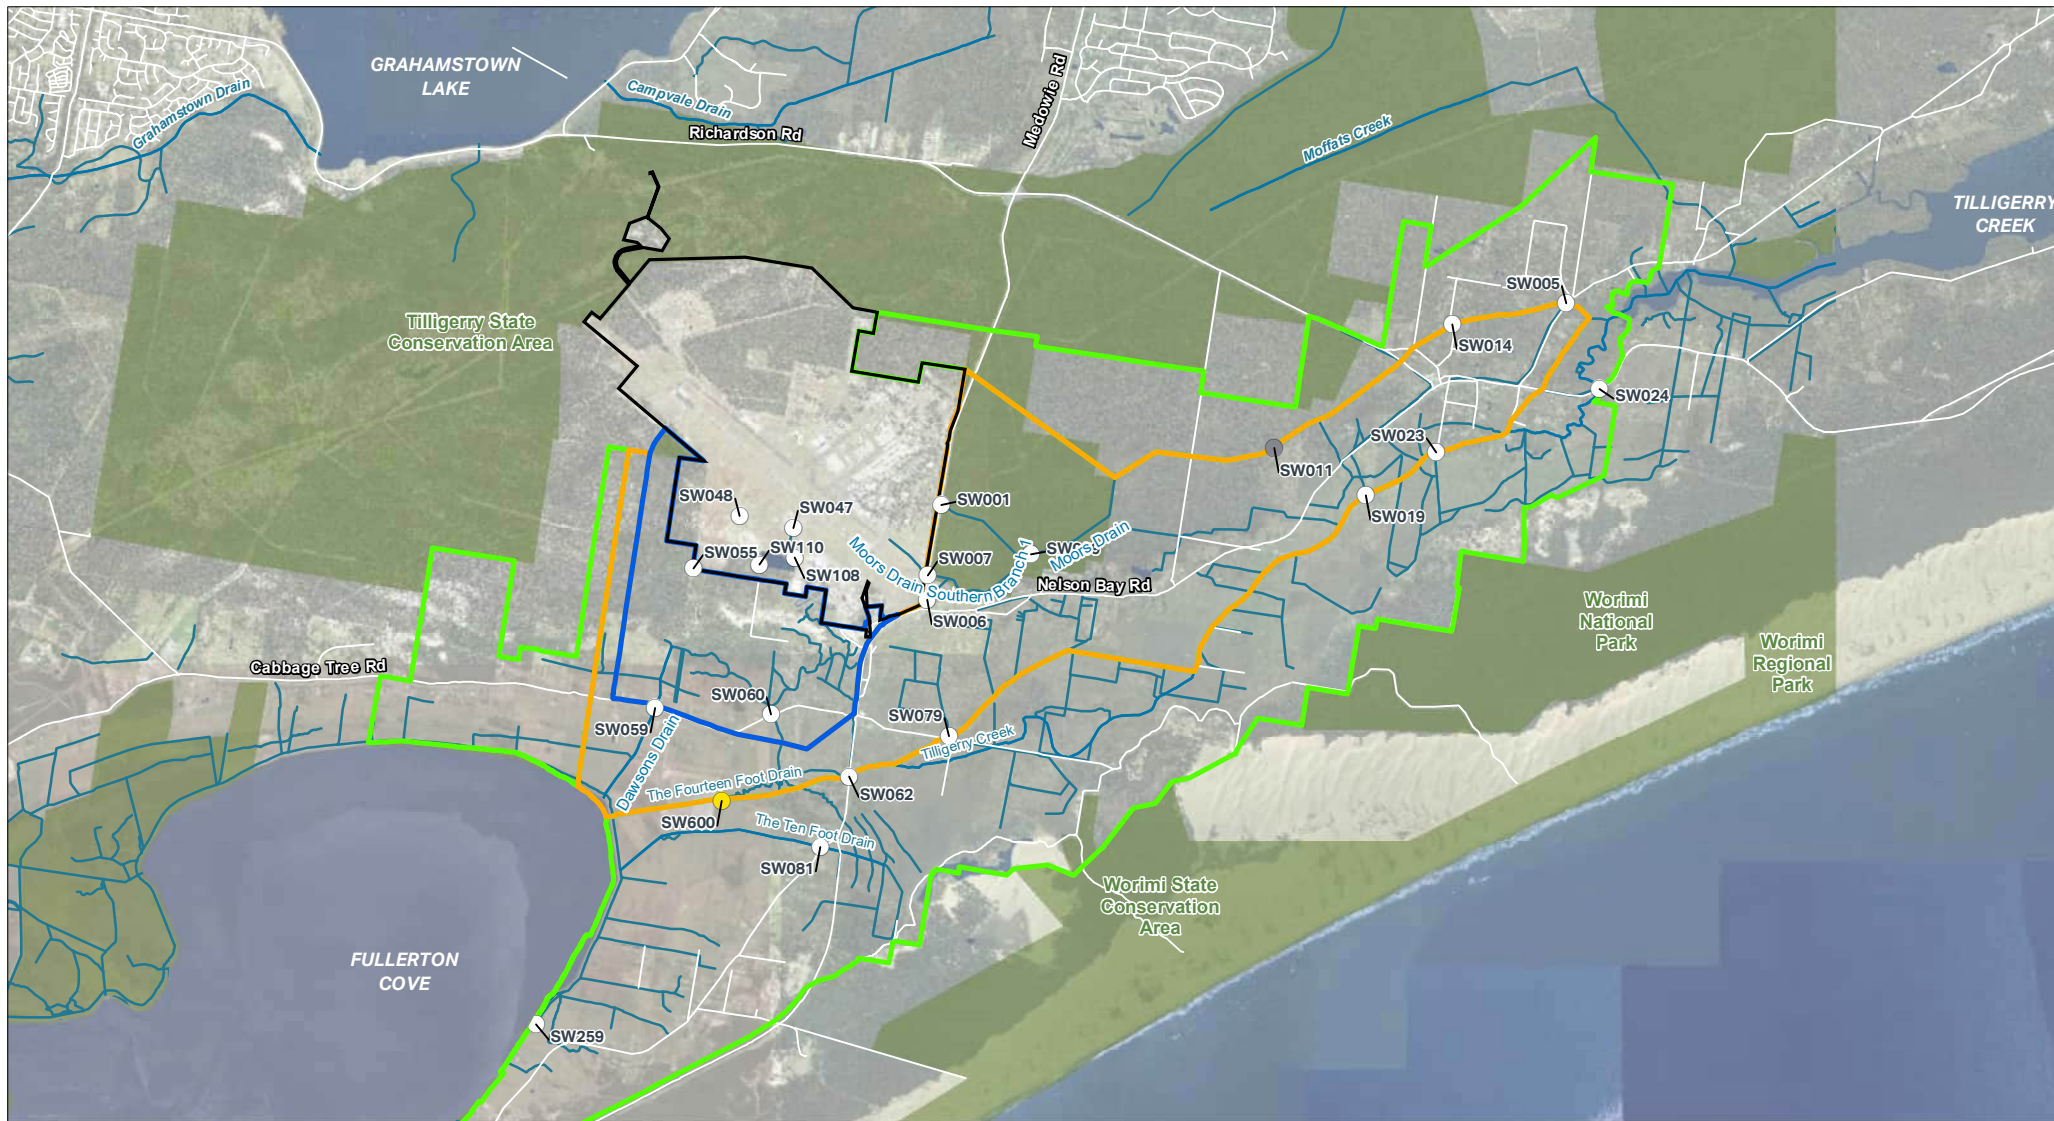 GRAHAMSTOWN
LAKE
Grahamstown Drain
Campvale Drain
Richardson Rd
Medowie Rd
Moffats Creek
TILLIGERRY
CREEK
Tilligerry State
Conservation Area
SW005
SW014
SW024
SW023
SW011
SW019
SW048
SW047
SW001
SW055
SW110
SW108
SW007
Moors Drain Southern Branch 1
Moors Drain
Nelson Bay Rd
SW006
Worimi
National
Park
Worimi
Regional
Park
Cabbage Tree Rd
SW060
SW059
SW079
Dawsons Drain
Tilligerry Creek
The Fourteen Foot Drain
SW062
SW600
The Ten Foot Drain
SW081
Worimi State
Conservation
Area
FULLERTON
COVE
SW259